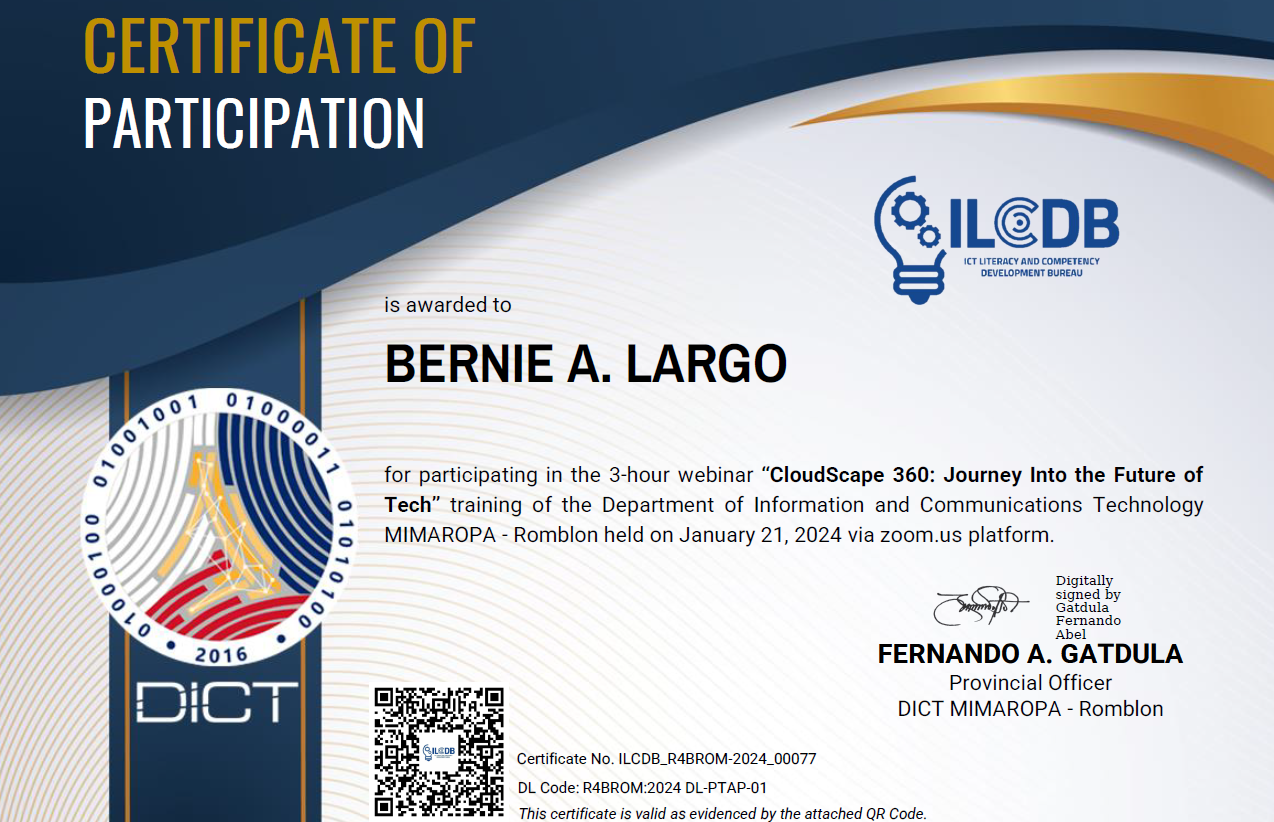 CERTIFICATE OF
PARTICIPATION
ILCDB
ICT LITERACY AND COMPETENCY
DEVELOPMENT BUREAU
is awarded to
BERNIE A. LARGO
for participating in the 3-hour webinar “CloudScape 360: Journey Into the Future of
Tech” training of the Department of Information and Communications Technology
MIMAROPA - Romblon held on January 21, 2024 via zoom.us platform.
01000100 01001001 01000011 01010100
2016
DICT
Digitally
signed by
Gatdula
Fernando
Abel
FERNANDO A. GATDULA
Provincial Officer
DICT MIMAROPA - Romblon
ILCDB
Certificate No. ILCDB_R4BROM-2024_00077
DL Code: R4BROM:2024 DL-PTAP-01
This certificate is valid as evidenced by the attached QR Code.